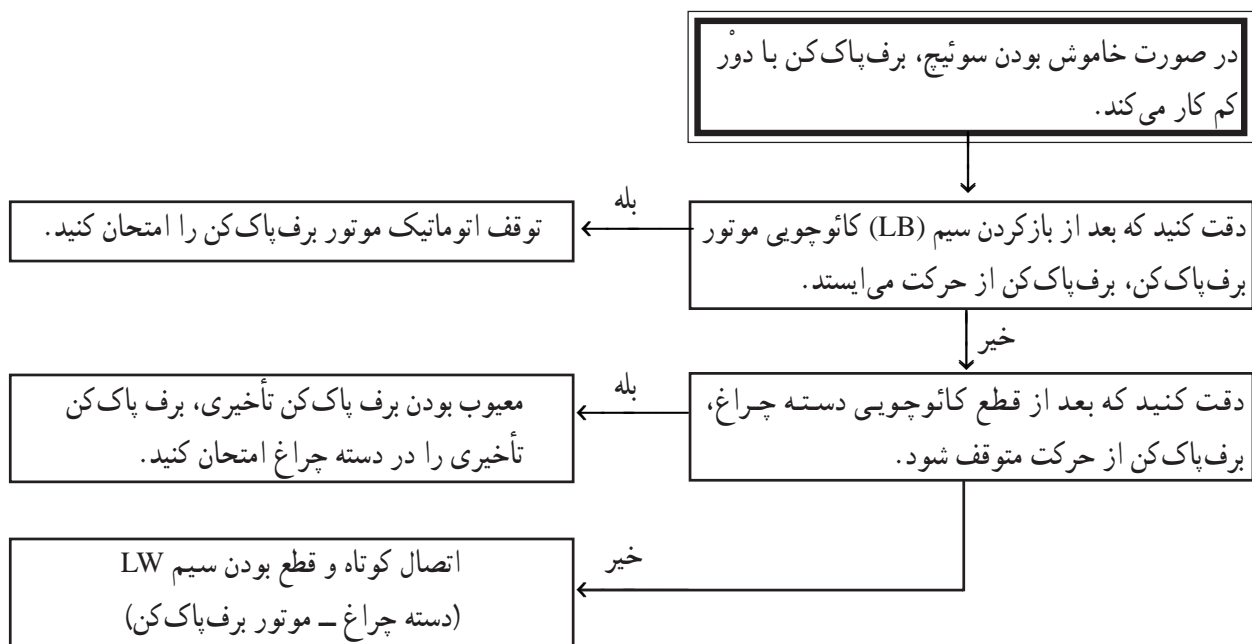 در صورت خاموش بودن سوئیچ، برف‌پاک‌کن با دوْر
کم کار می‌کند.
دقت کنید که بعد از بازکردن سیم (LB) کائوچویی موتور
برف‌پاک‌کن، برف‌پاک‌کن از حرکت می‌ایستد.
بله
توقف اتوماتیک موتور برف‌پاک‌کن را امتحان کنید.
خیر
دقت کنید که بعد از قطع کائوچویی دسته چراغ،
برف‌پاک‌کن از حرکت متوقف شود.
بله
معیوب بودن برف پاک‌کن تأخیری، برف پاک‌کن
تأخیری را در دسته چراغ امتحان کنید.
خیر
اتصال کوتاه و قطع بودن سیم LW
(دسته چراغ ــ موتور برف‌پاک‌کن)